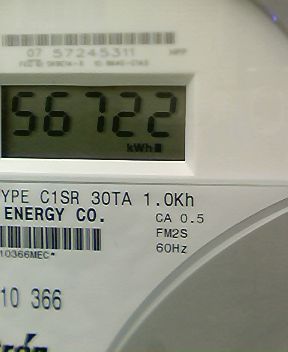 07 57245311
56722
kWh
YPE C1SR 30TA 1.0Kh
ENERGY CO.
CA 0.5
FM2S
60Hz
10366MEC*
10 366
trón